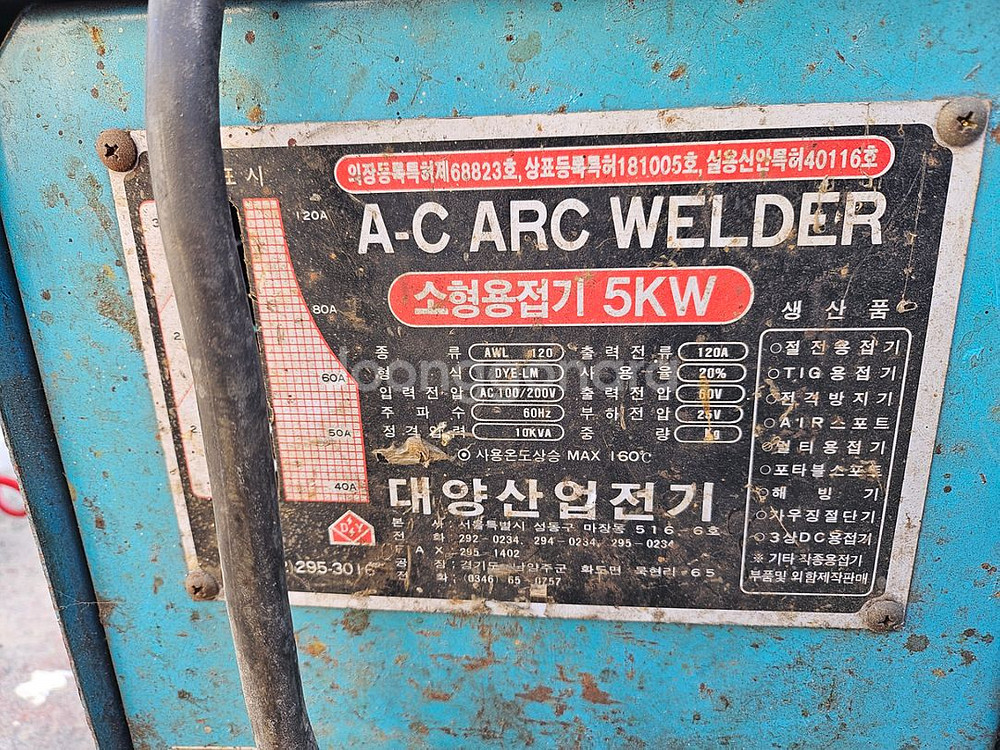 표 시
의장등록특허제68823호, 상표등록특허181005호, 실용신안특허40116호
A-C ARC WELDER
소형용접기 5KW
120A
80A
60A
50A
40A
종 류 AWL 120 출 력 전 류 120A
형 식 DYE-LM 사 용 율 20%
입 력 전 압 AC 100/200V 출 력 전 압 60V
주 파 수 60Hz 부 하 전 압 25V
정 격 입 력 10KVA 중 량 kg
⊙ 사용온도상승 MAX 160℃
대양산업전기
본 사: 서울특별시 성동구 마장동 516-6호
전 화: 292-0234, 294-0234, 295-0234
FAX: 295-1402
공 장: 경기도 남양주군 화도면 묵현리 65
전 화: (0346) 65-0757
295-3016
D Y
생 산 품
○절전용접기
○TIG용접기
○전격방지기
○AIR스포트
○멀티용접기
○포타블스포트
○해 빙 기
○가우징절단기
○3상DC용접기
※ 기타 각종용접기
부품및 외함제작판매